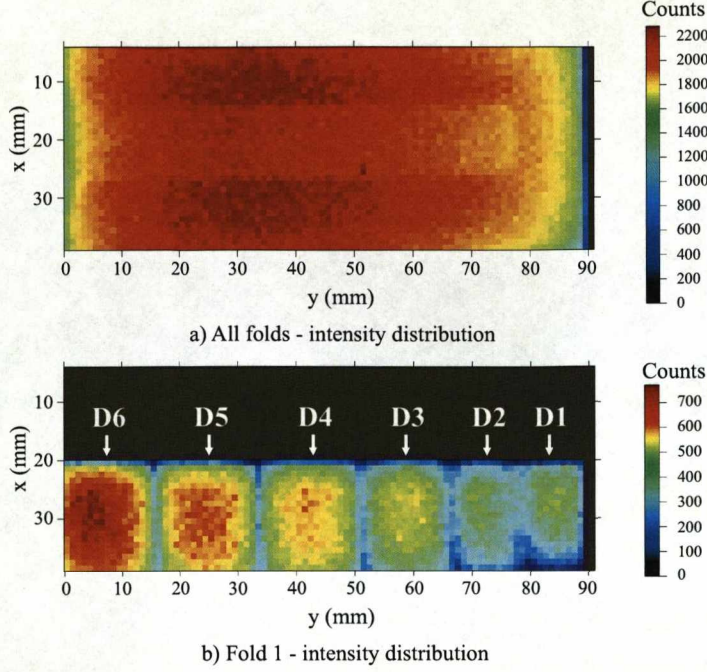 Counts
2200
2000
1800
1600
1400
1200
1000
800
600
400
200
0
10
20
30
x (mm)
0 10 20 30 40 50 60 70 80 90
y (mm)
a) All folds - intensity distribution
Counts
700
600
500
400
300
200
100
0
D6 D5 D4 D3 D2 D1
10
20
30
x (mm)
0 10 20 30 40 50 60 70 80 90
y (mm)
b) Fold 1 - intensity distribution